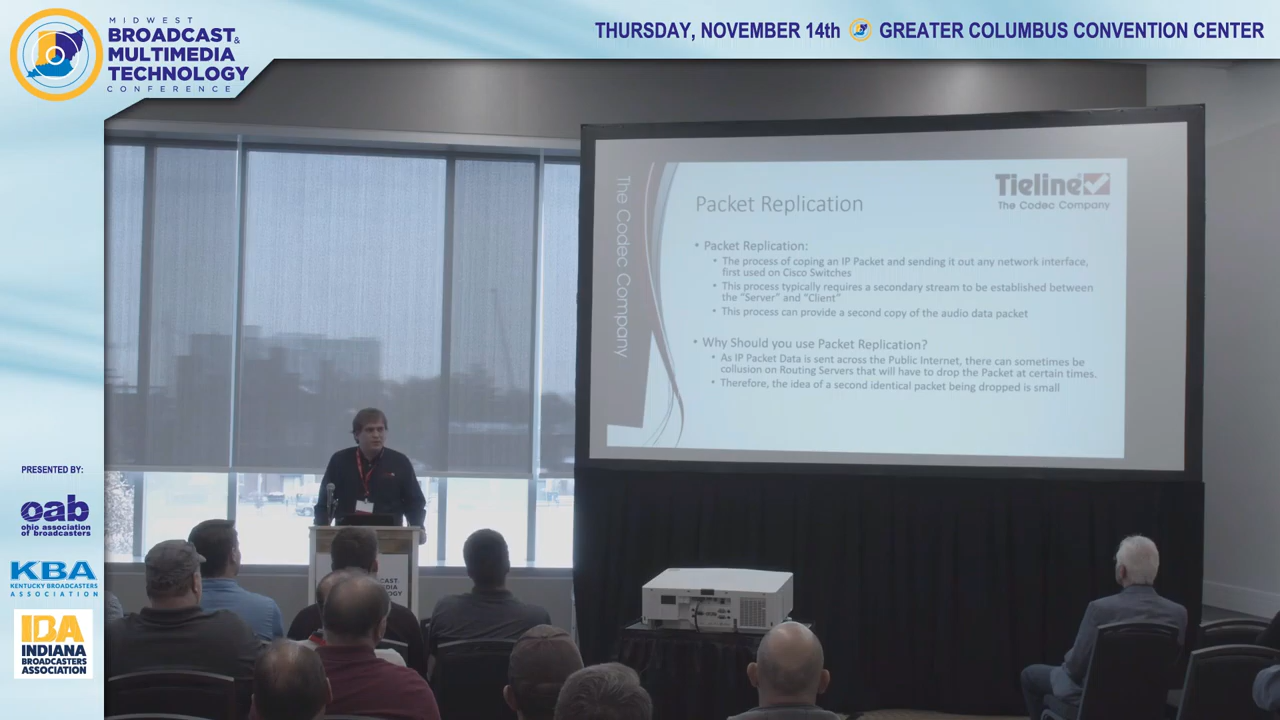 MIDWEST
BROADCAST&
MULTIMEDIA
TECHNOLOGY
CONFERENCE
THURSDAY, NOVEMBER 14th
GREATER COLUMBUS CONVENTION CENTER
The Codec Company
Tieline
The Codec Company
Packet Replication
• Packet Replication:
• The process of coping an IP Packet and sending it out any network interface,
first used on Cisco Switches
• This process typically requires a secondary stream to be established between
the "Server" and "Client"
• This process can provide a second copy of the audio data packet
• Why Should you use Packet Replication?
• As IP Packet Data is sent across the Public Internet, there can sometimes be
collusion on Routing Servers that will have to drop the Packet at certain times.
• Therefore, the idea of a second identical packet being dropped is small
PRESENTED BY:
oab
ohio association
of broadcasters
KBA
KENTUCKY BROADCASTERS
ASSOCIATION
IBA
INDIANA
BROADCASTERS
ASSOCIATION